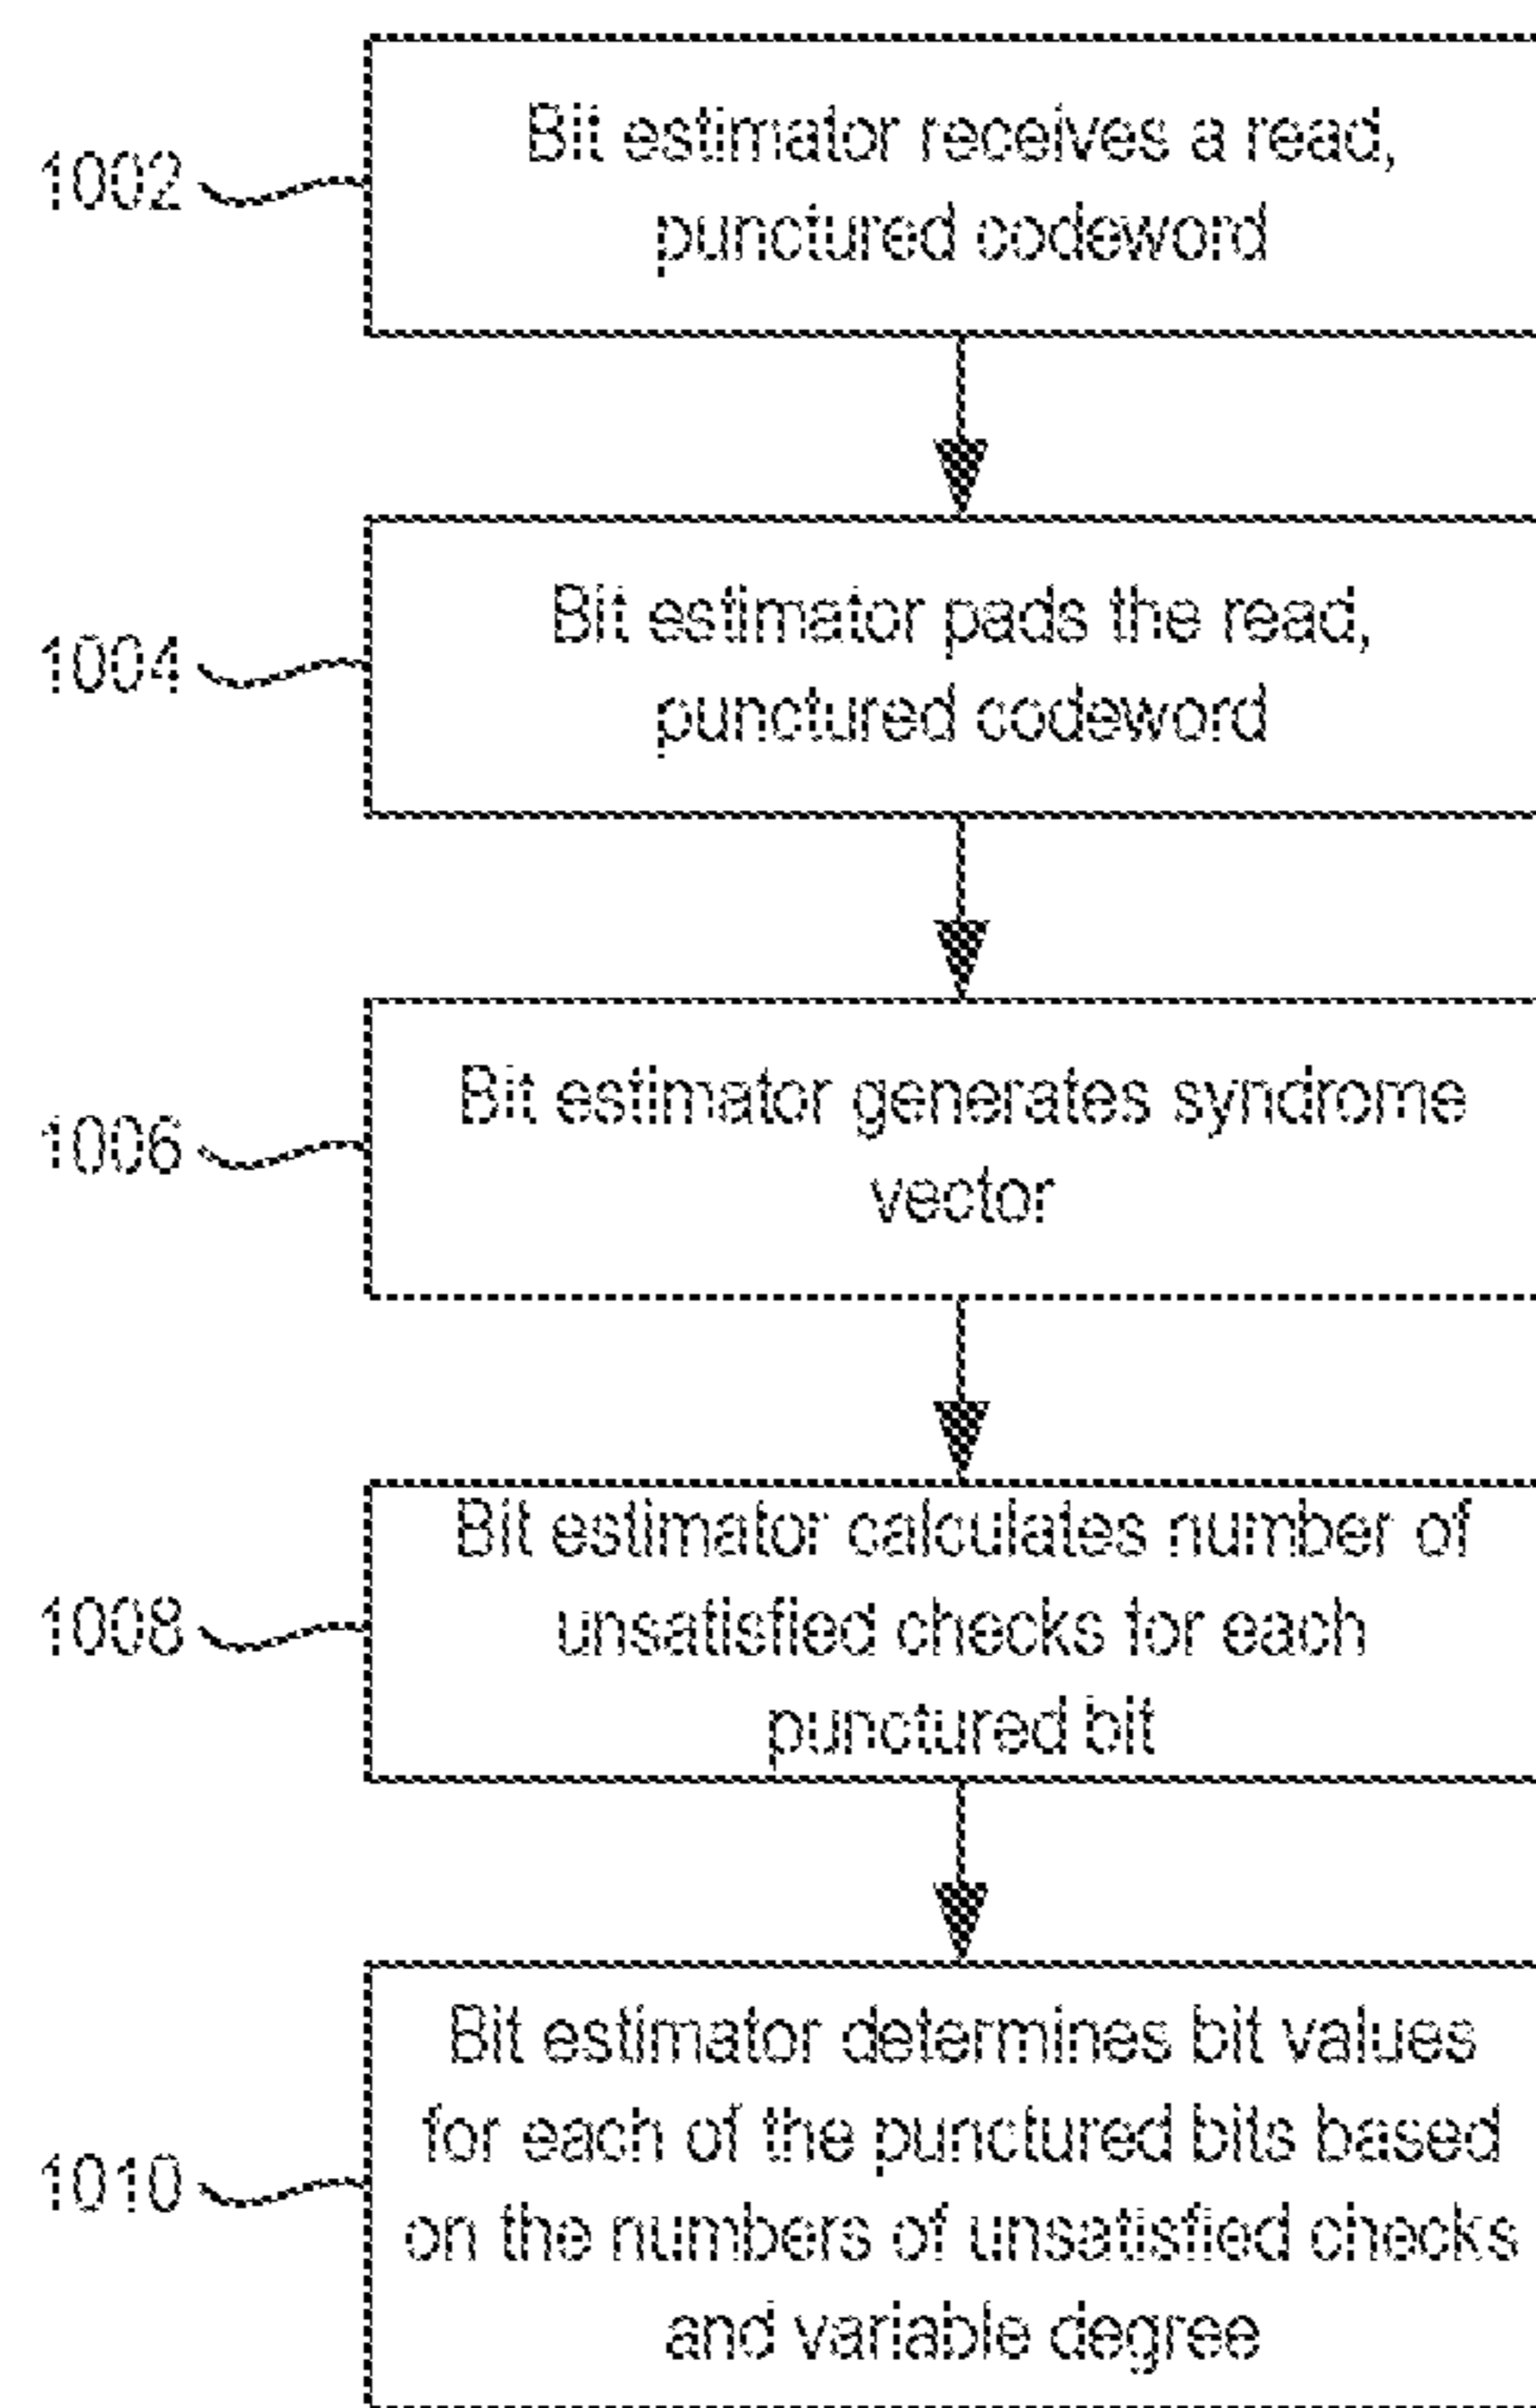 1002
Bit estimator receives a read,
punctured codeword
1004
Bit estimator pads the read,
punctured codeword
1006
Bit estimator generates syndrome
vector
1008
Bit estimator calculates number of
unsatisfied checks for each
punctured bit
1010
Bit estimator determines bit values
for each of the punctured bits based
on the numbers of unsatisfied checks
and variable degree